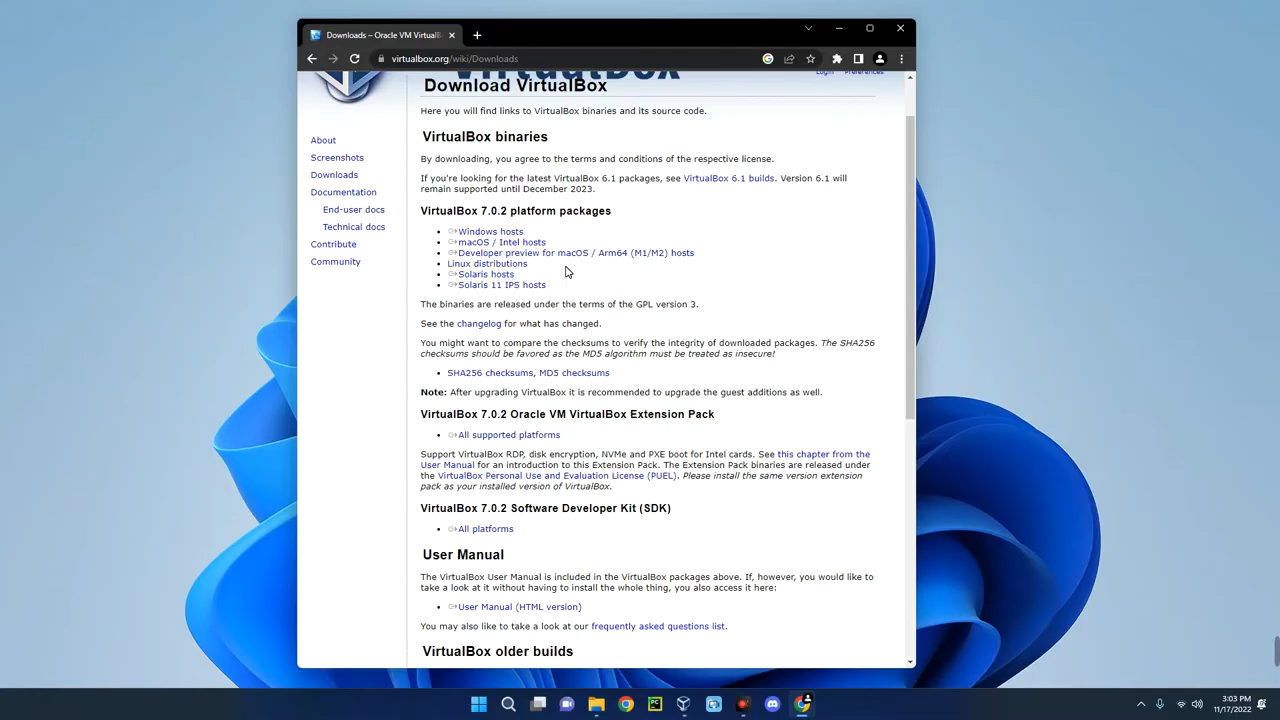 Downloads ~ Oracle VM VirtualB
virtualbox.org/wiki/Downloads
VirtualBox
Login Preferences
Download VirtualBox
Here you will find links to VirtualBox binaries and its source code.
About
Screenshots
Downloads
Documentation
End-user docs
Technical docs
Contribute
Community
VirtualBox binaries
By downloading, you agree to the terms and conditions of the respective license.
If you're looking for the latest VirtualBox 6.1 packages, see VirtualBox 6.1 builds. Version 6.1 will
remain supported until December 2023.
VirtualBox 7.0.2 platform packages
Windows hosts
macOS / Intel hosts
Developer preview for macOS / Arm64 (M1/M2) hosts
Linux distributions
Solaris hosts
Solaris 11 IPS hosts
The binaries are released under the terms of the GPL version 3.
See the changelog for what has changed.
You might want to compare the checksums to verify the integrity of downloaded packages. The SHA256
checksums should be favored as the MD5 algorithm must be treated as insecure!
SHA256 checksums, MD5 checksums
Note: After upgrading VirtualBox it is recommended to upgrade the guest additions as well.
VirtualBox 7.0.2 Oracle VM VirtualBox Extension Pack
All supported platforms
Support VirtualBox RDP, disk encryption, NVMe and PXE boot for Intel cards. See this chapter from the
User Manual for an introduction to this Extension Pack. The Extension Pack binaries are released under
the VirtualBox Personal Use and Evaluation License (PUEL). Please install the same version extension
pack as your installed version of VirtualBox.
VirtualBox 7.0.2 Software Developer Kit (SDK)
All platforms
User Manual
The VirtualBox User Manual is included in the VirtualBox packages above. If, however, you would like to
take a look at it without having to install the whole thing, you also access it here:
User Manual (HTML version)
You may also like to take a look at our frequently asked questions list.
VirtualBox older builds
PC
3:03 PM
11/17/2022